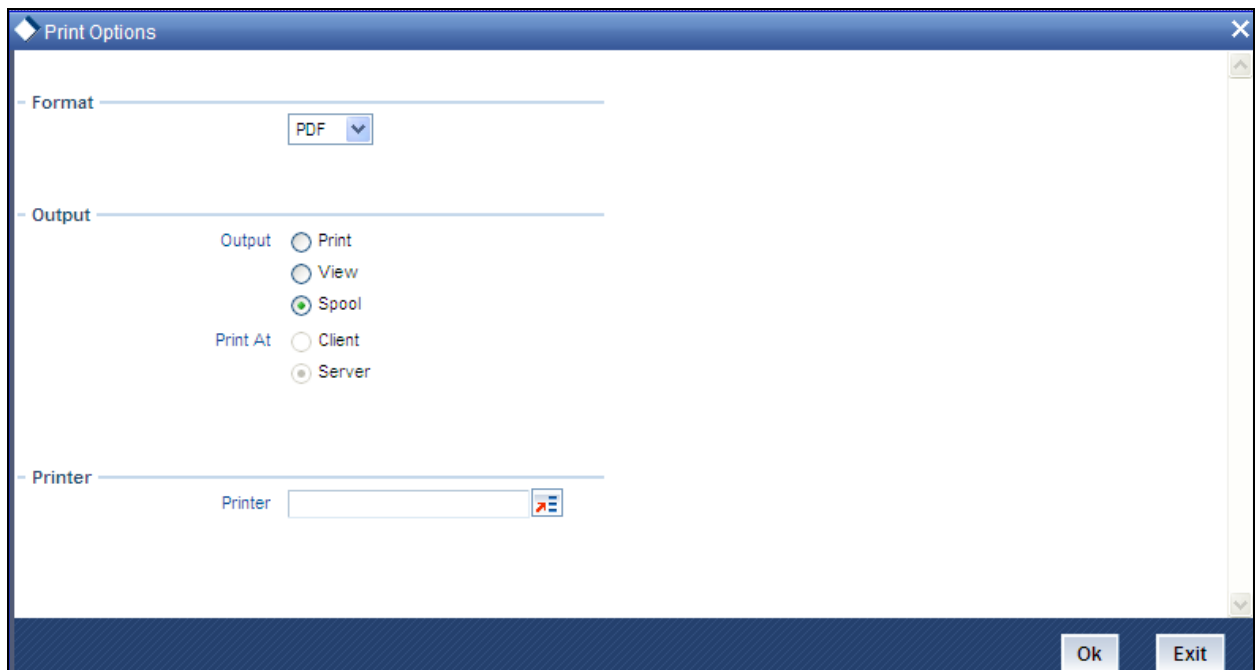 Print Options
Format
PDF
Output
Output Print
View
Spool
Print At Client
Server
Printer
Printer
Ok Exit